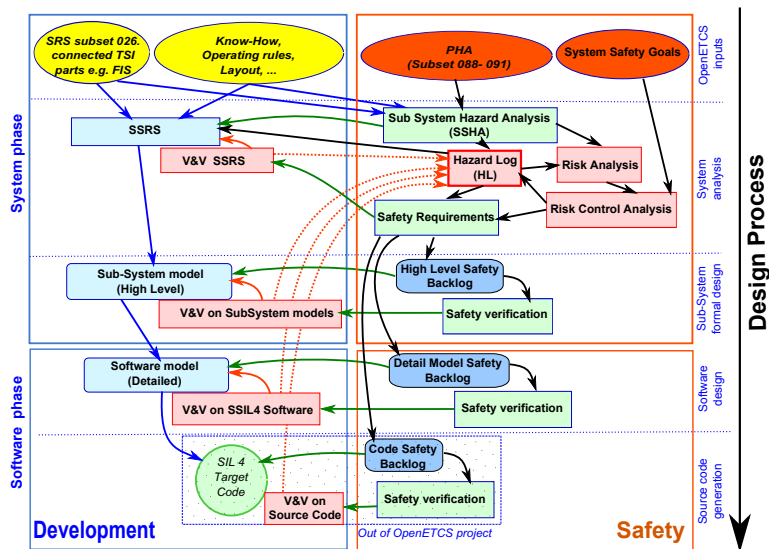 SRS subset 026.
connected TSI
parts e.g. FIS
Know-How,
Operating rules,
Layout, ...
PHA
(Subset 088- 091)
System Safety Goals
OpenETCS
inputs
System phase
SSRS
V&V SSRS
Sub System Hazard Analysis
(SSHA)
Hazard Log
(HL)
Risk Analysis
Risk Control Analysis
Safety Requirements
System
analysis
Design Process
Sub-System model
(High Level)
V&V on SubSystem models
High Level Safety
Backlog
Safety verification
Sub-System
formal design
Software phase
Software model
(Detailed)
V&V on SSIL4 Software
Detail Model Safety
Backlog
Safety verification
Software
design
SIL 4
Target
Code
V&V on
Source Code
Code Safety
Backlog
Safety verification
Source code
generation
Development
Out of OpenETCS project
Safety